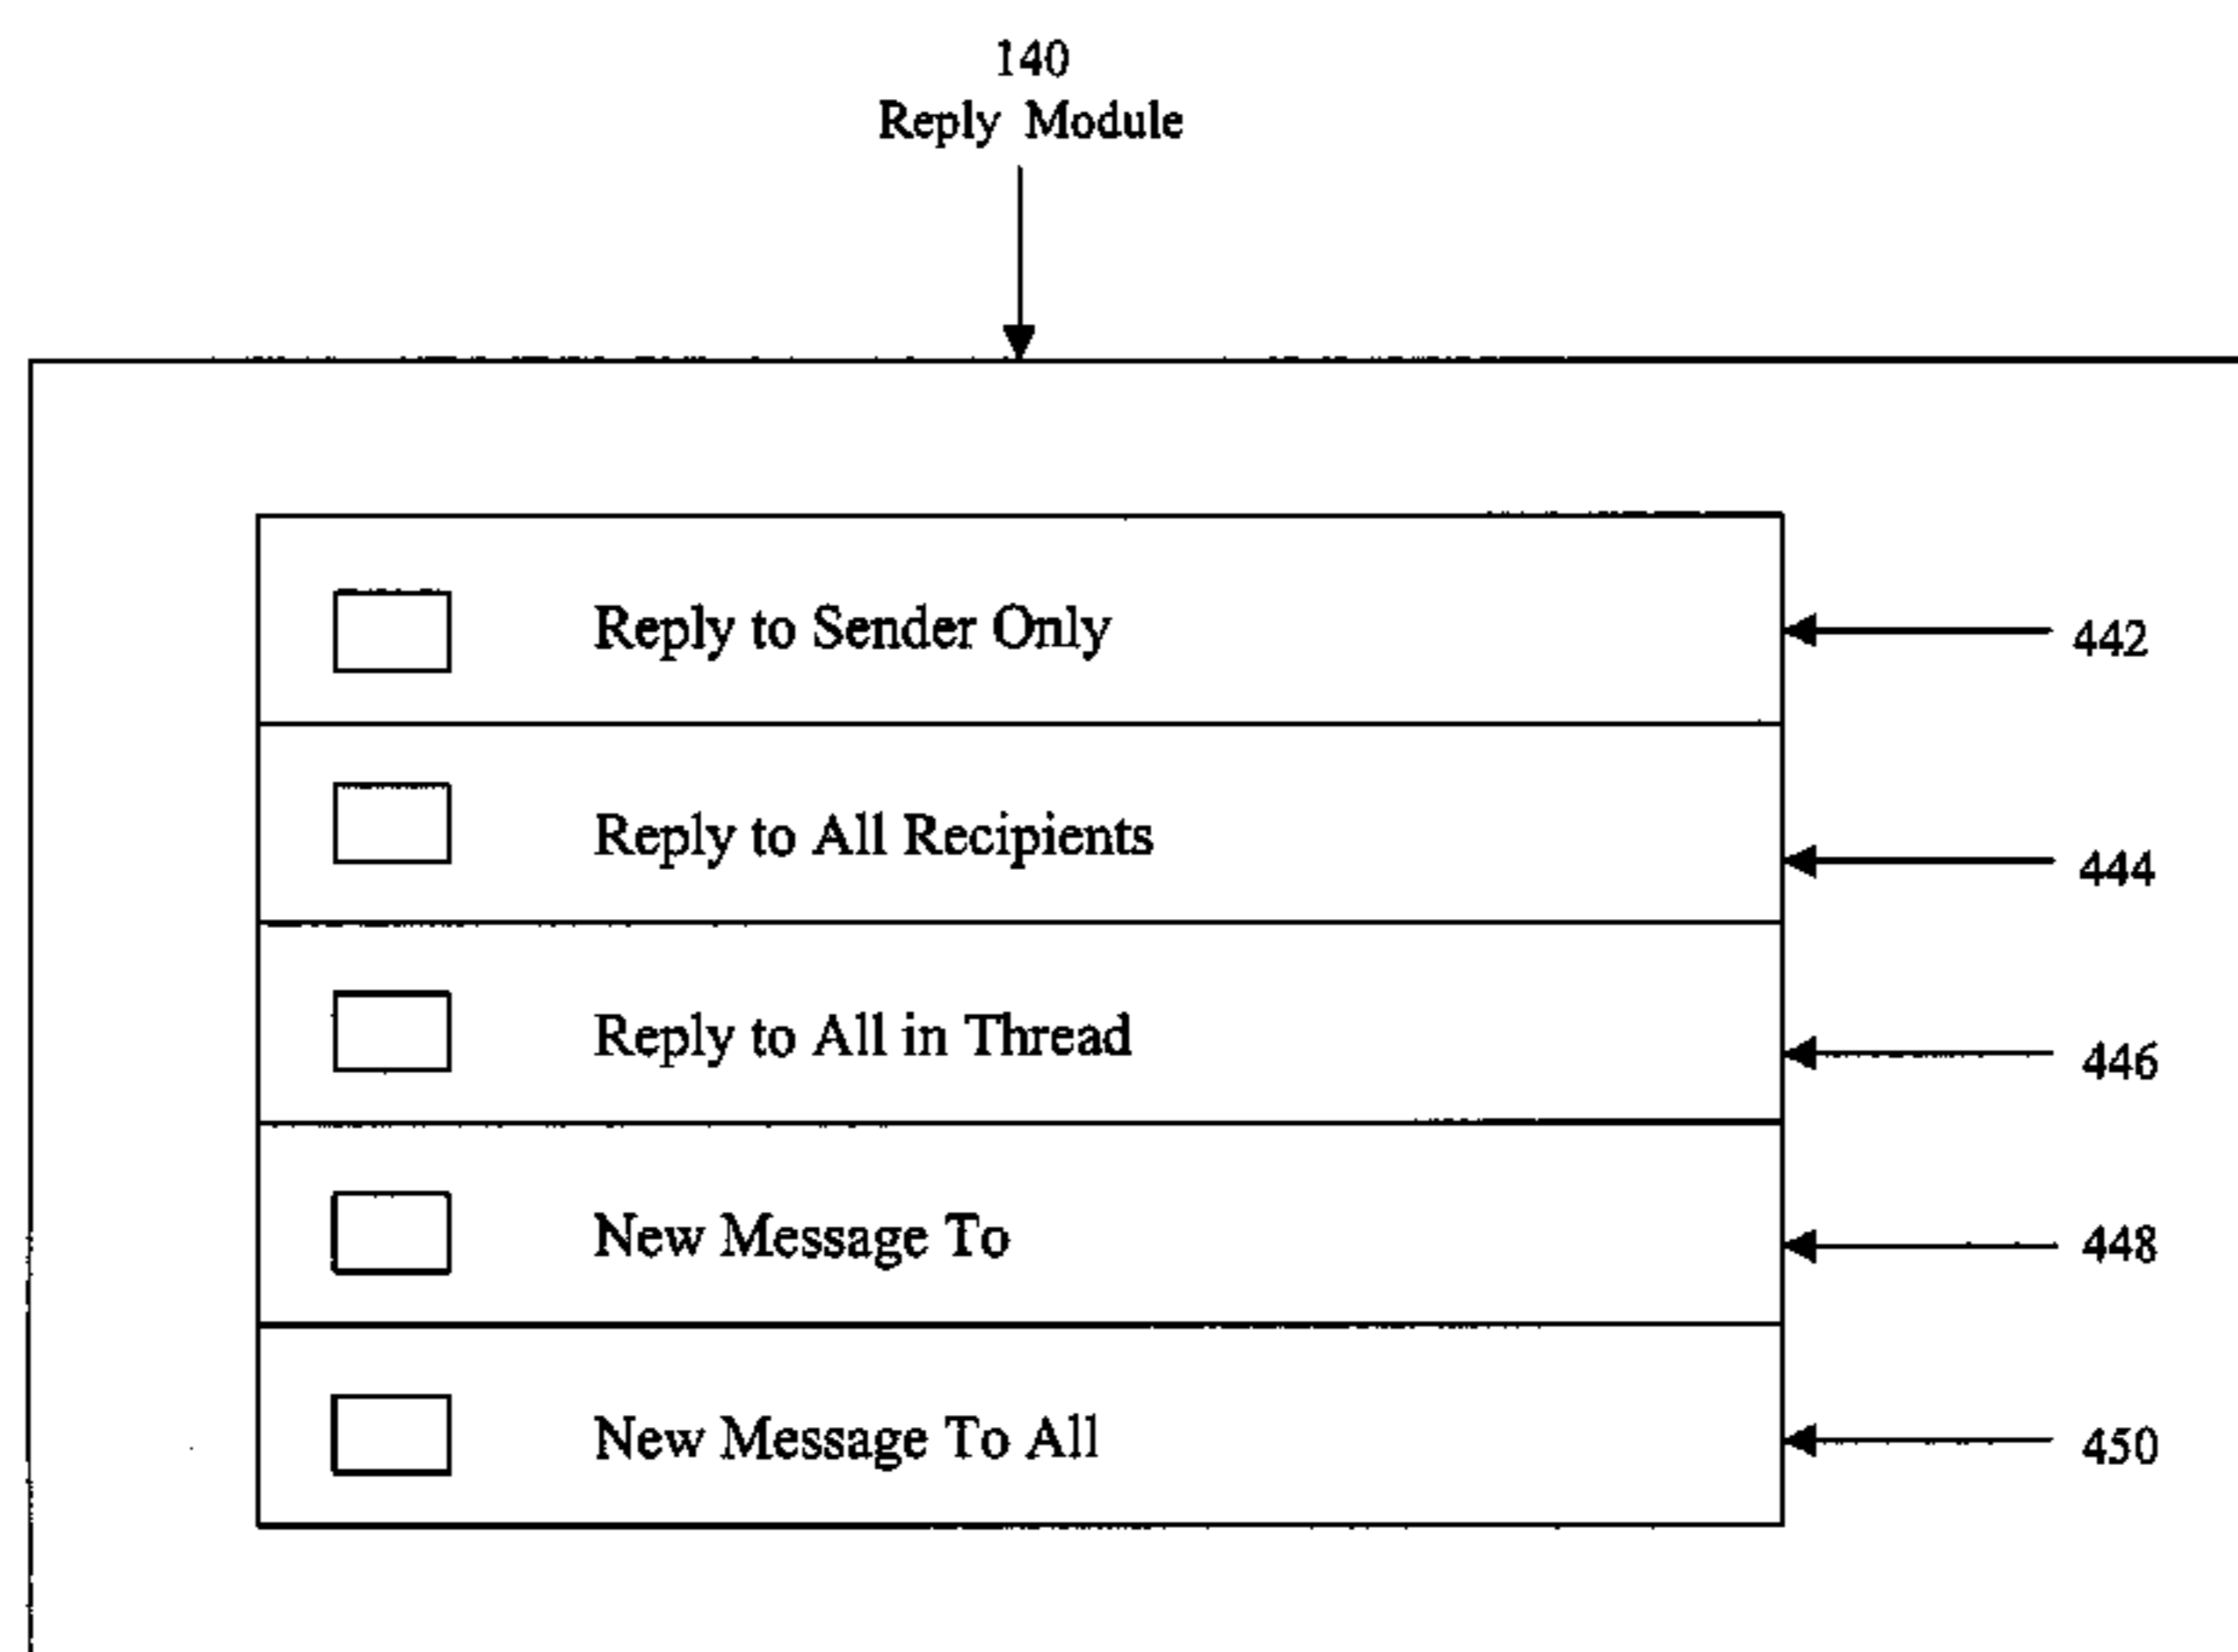 140
Reply Module
Reply to Sender Only
442
Reply to All Recipients
444
Reply to All in Thread
446
New Message To
448
New Message To All
450